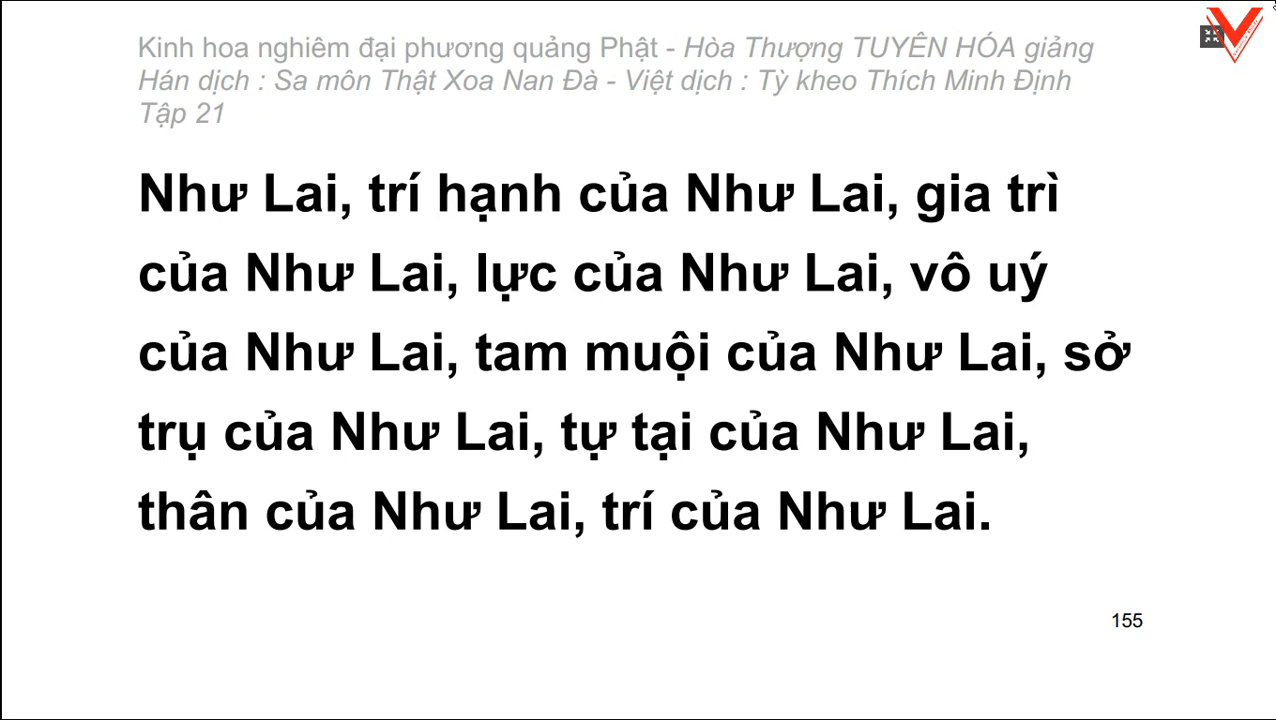 Kinh hoa nghiêm đại phương quảng Phật - Hòa Thượng TUYÊN HÓA giảng
Hán dịch : Sa môn Thật Xoa Nan Đà - Việt dịch : Tỳ kheo Thích Minh Định
Tập 21
Như Lai, trí hạnh của Như Lai, gia trì
của Như Lai, lực của Như Lai, vô uý
của Như Lai, tam muội của Như Lai, sở
trụ của Như Lai, tự tại của Như Lai,
thân của Như Lai, trí của Như Lai.
155